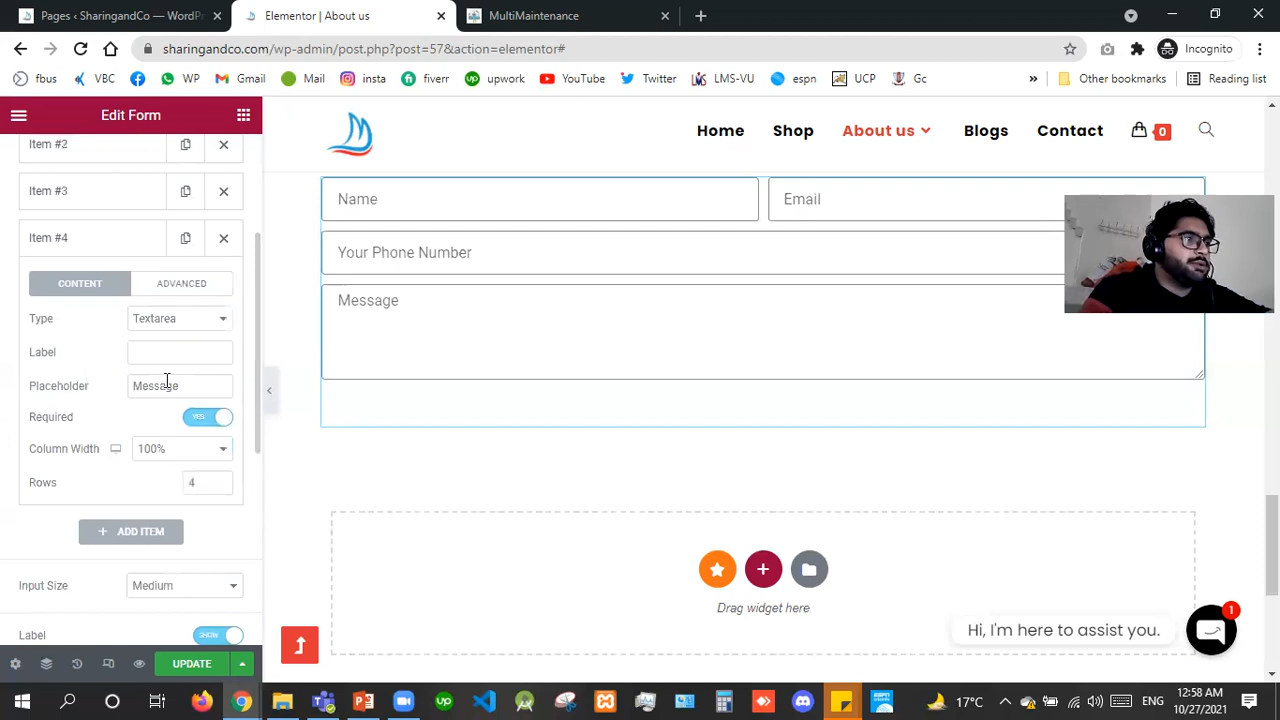 Pages ‹ SharingandCo — WordPr
Elementor | About us
MultiMaintenance
sharingandco.com/wp-admin/post.php?post=57&action=elementor#
Incognito
fbus
VBC
WP
Gmail
Mail
insta
fiverr
upwork
YouTube
Twitter
LMS-VU
espn
UCP
Gc
»
Other bookmarks
Reading list
Edit Form
Home
Shop
About us
Blogs
Contact
0
Item #2
Item #3
Item #4
CONTENT
ADVANCED
Type
Textarea
Label
Placeholder
Message
Required
YES
Column Width
100%
Rows
4
+ ADD ITEM
Input Size
Medium
Label
SHOW
UPDATE
Name
Email
Your Phone Number
Message
Drag widget here
Hi, I'm here to assist you.
1
17°C
ENG
12:58 AM
10/27/2021